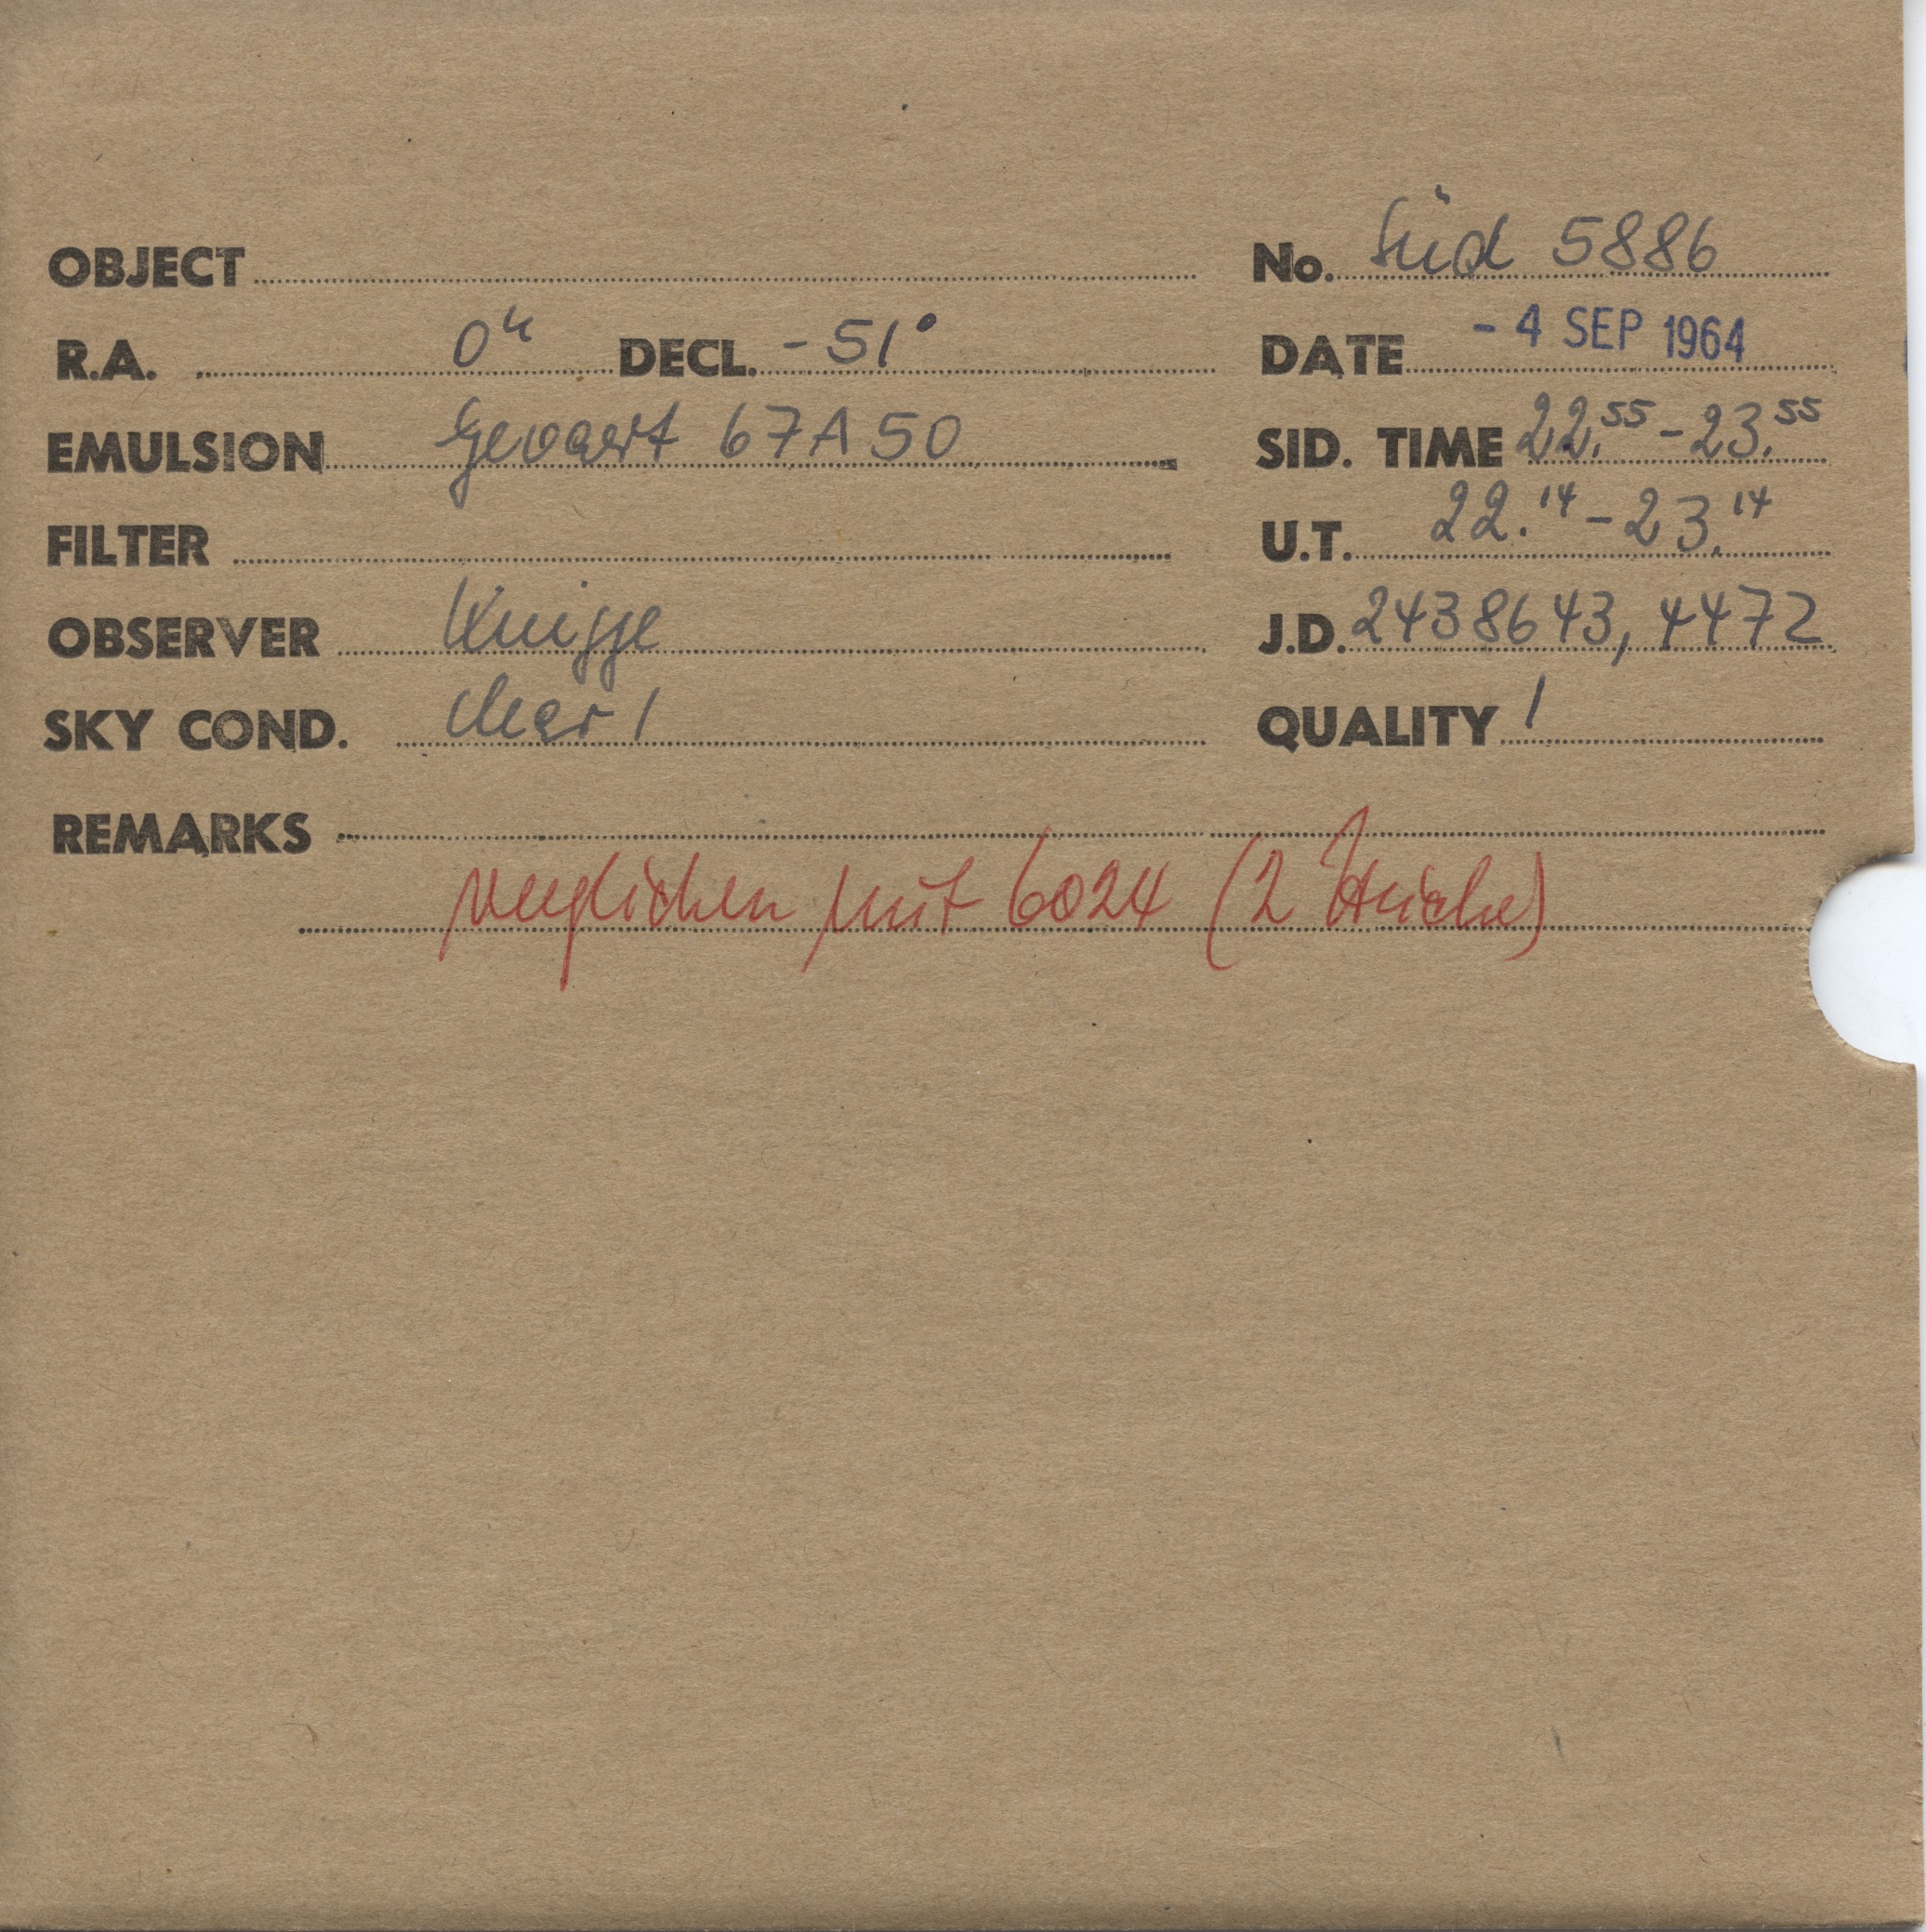 OBJECT No. Süd 5886
R.A. 0h DECL. -51° DATE - 4 SEP 1964
EMULSION Gevaert 67A50 SID. TIME 22.55 - 23.55
FILTER U.T. 22.14 - 23.14
OBSERVER Knigge J.D. 2438643,4472
SKY COND. clear 1 QUALITY 1
REMARKS
verglichen mit 6024 (2 Striche)